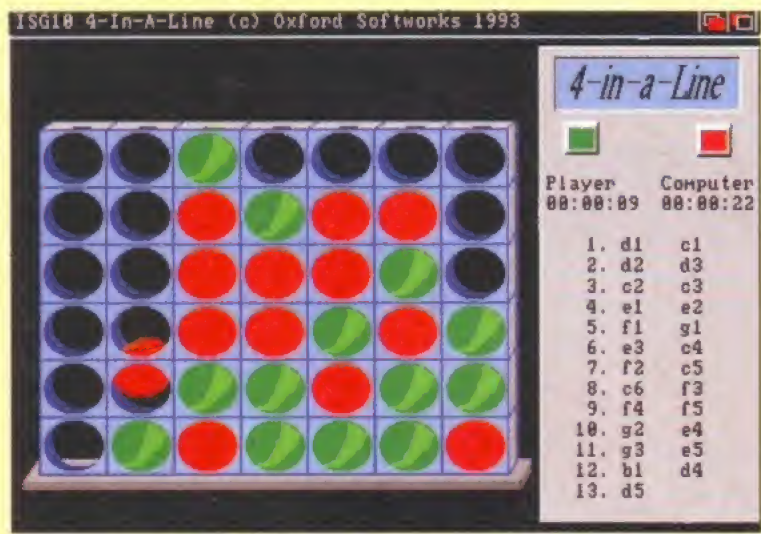 ISG10 4-In-A-Line (c) Oxford Softworks 1993
4-in-a-Line
Player Computer
00:00:09 00:00:22
1. d1 c1
2. d2 d3
3. c2 c3
4. e1 e2
5. f1 g1
6. e3 c4
7. f2 c5
8. c6 f3
9. f4 f5
10. g2 e4
11. g3 e5
12. b1 d4
13. d5